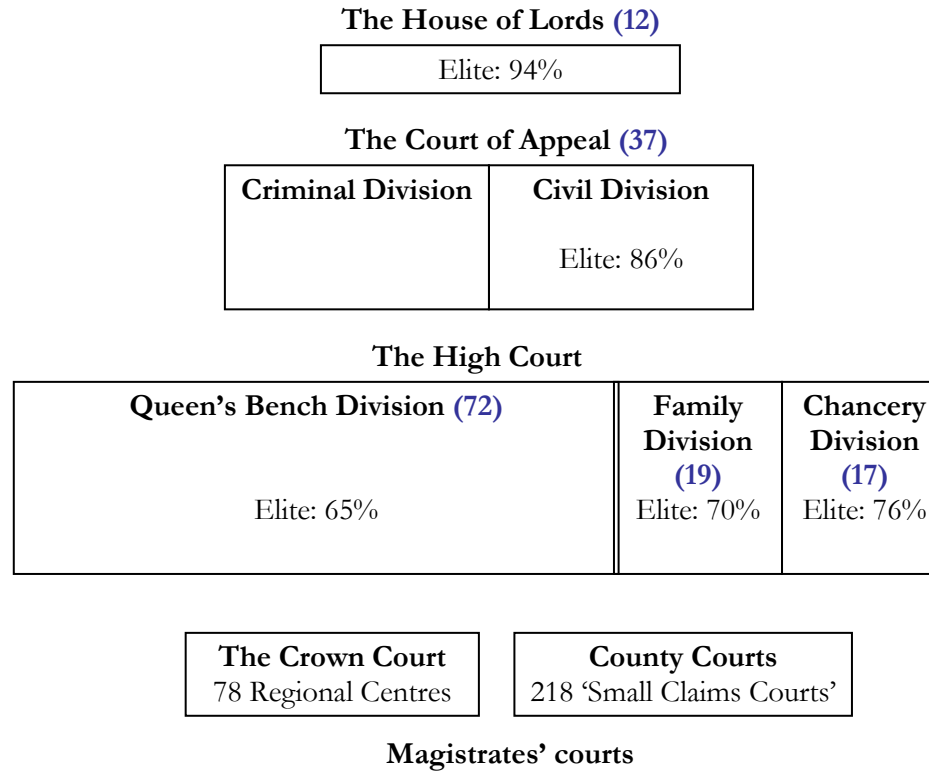 The House of Lords (12)
Elite: 94%
The Court of Appeal (37)
Criminal Division
Civil Division
Elite: 86%
The High Court
Queen’s Bench Division (72)
Elite: 65%
Family
Division
(19)
Elite: 70%
Chancery
Division
(17)
Elite: 76%
The Crown Court
78 Regional Centres
County Courts
218 ‘Small Claims Courts’
Magistrates’ courts